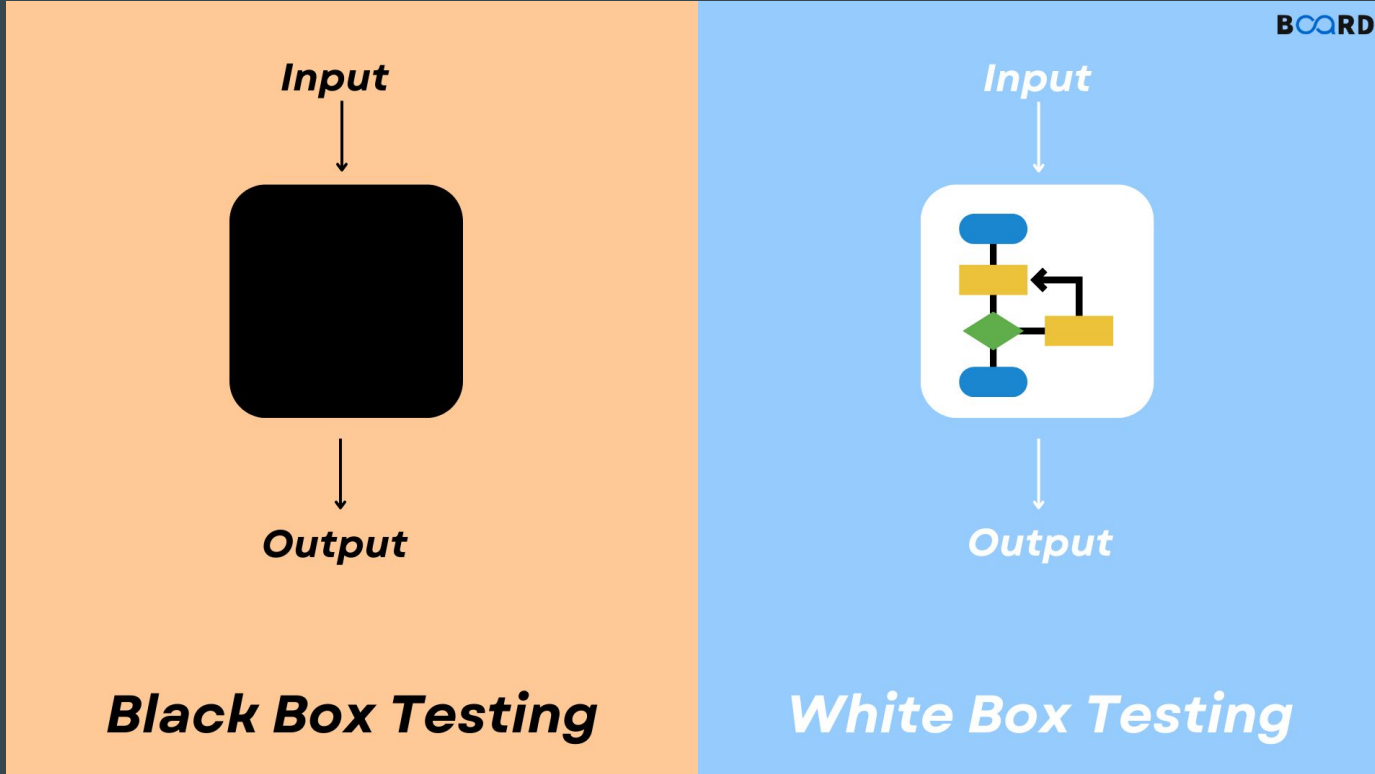 BOARD
Input
Output
Black Box Testing
Input
Output
White Box Testing